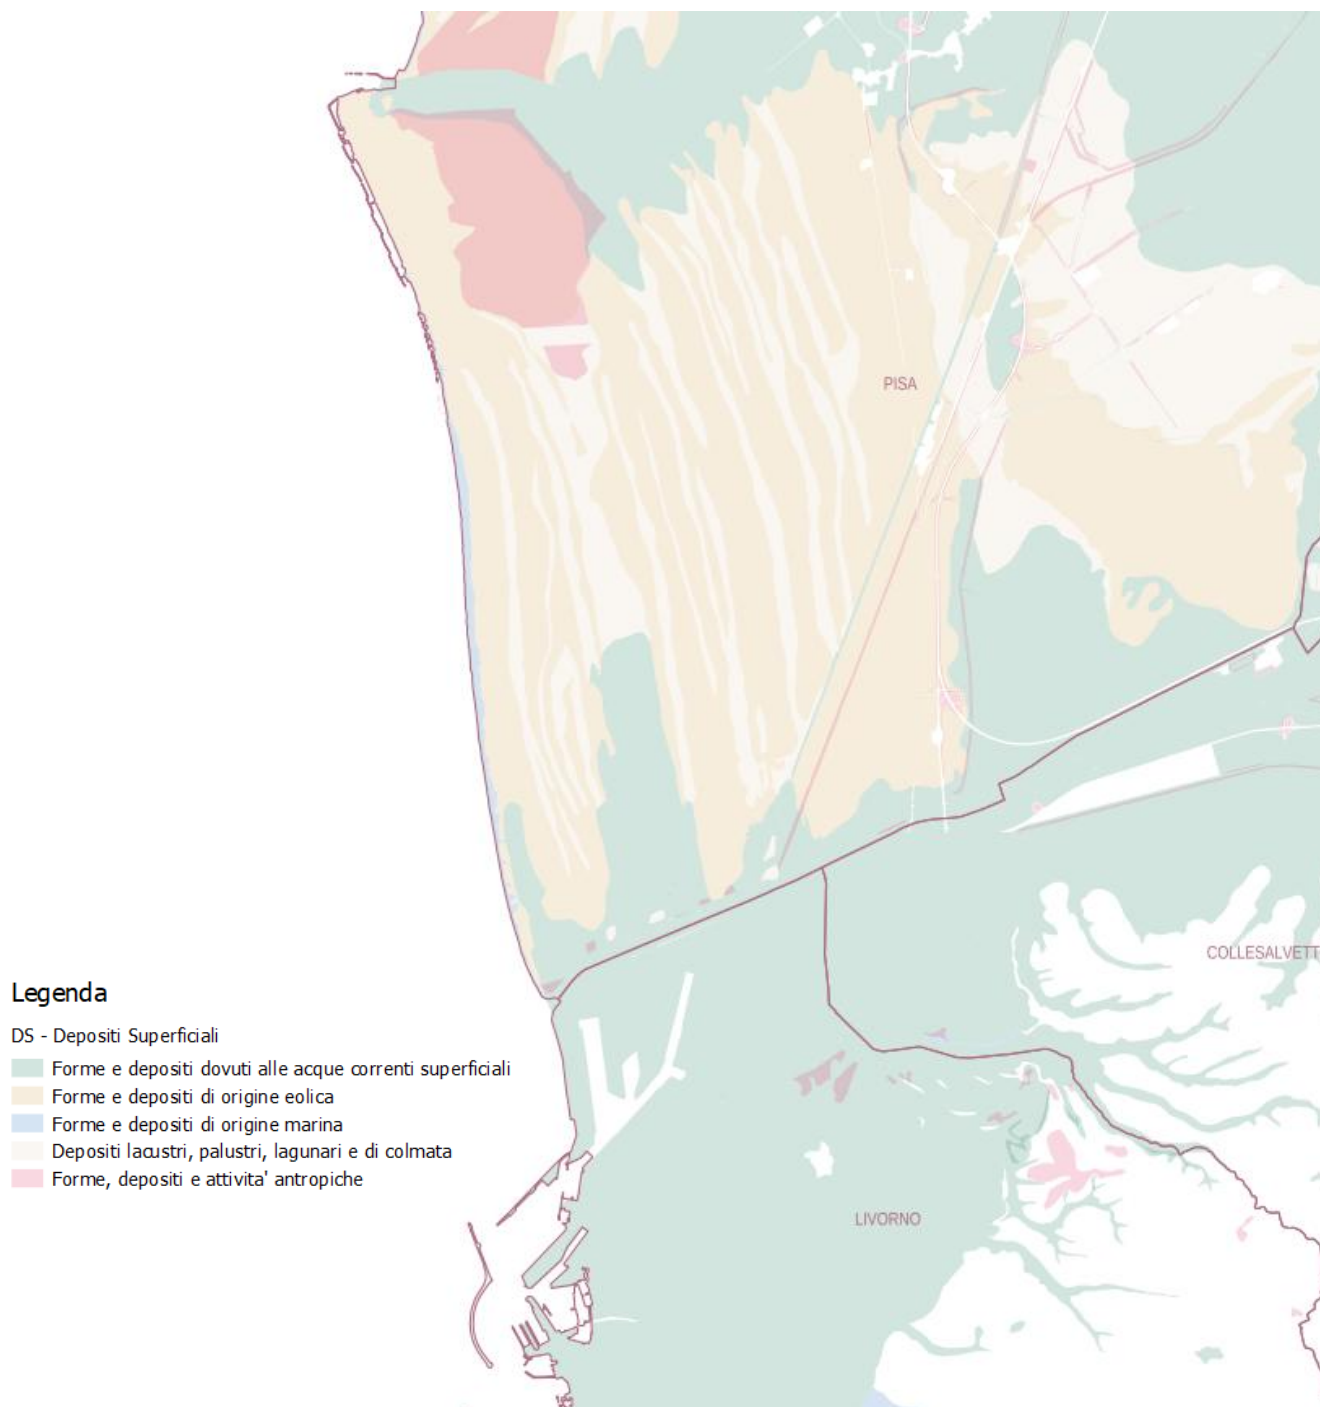 PISA
COLLESALVETT
Legenda
DS - Depositi Superficiali
Forme e depositi dovuti alle acque correnti superficiali
Forme e depositi di origine eolica
Forme e depositi di origine marina
Depositi lacustri, palustri, lagunari e di colmata
Forme, depositi e attivita' antropiche
LIVORNO